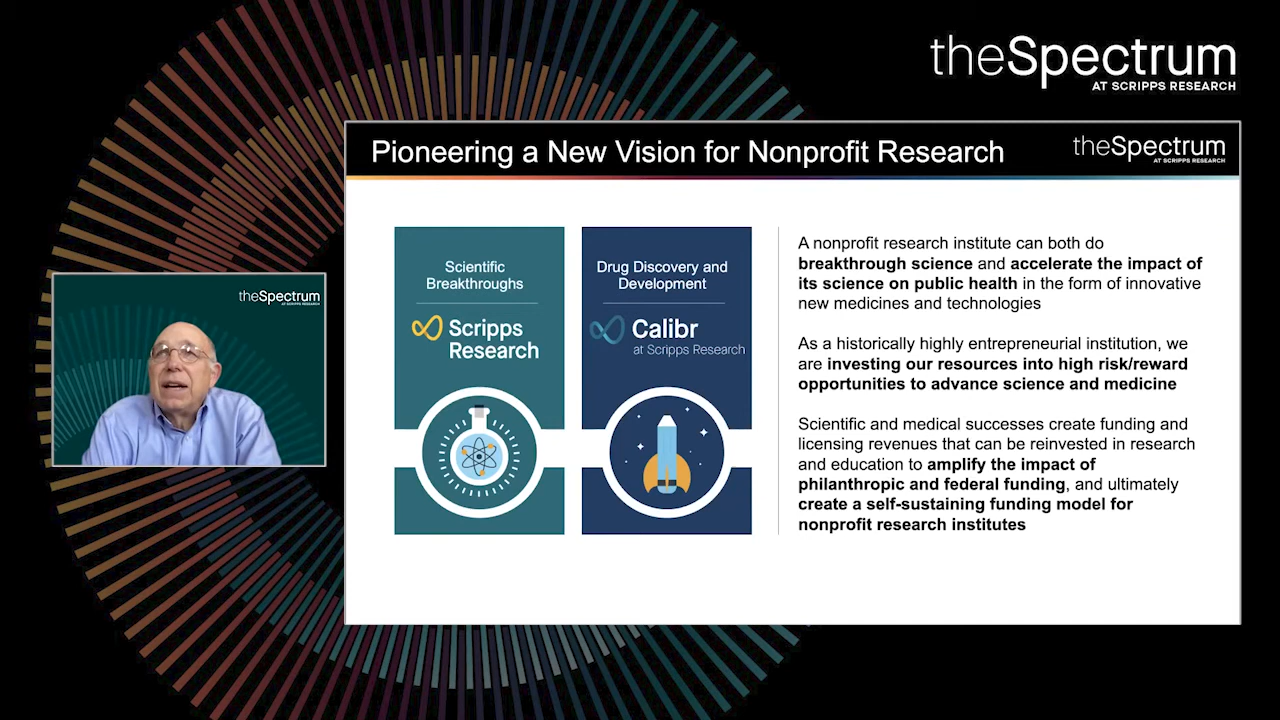 theSpectrum
AT SCRIPPS RESEARCH
Pioneering a New Vision for Nonprofit Research
theSpectrum
AT SCRIPPS RESEARCH
Scientific
Breakthroughs
Scripps
Research
Drug Discovery and
Development
Calibr
at Scripps Research
A nonprofit research institute can both do
breakthrough science and accelerate the impact of
its science on public health in the form of innovative
new medicines and technologies
As a historically highly entrepreneurial institution, we
are investing our resources into high risk/reward
opportunities to advance science and medicine
Scientific and medical successes create funding and
licensing revenues that can be reinvested in research
and education to amplify the impact of
philanthropic and federal funding, and ultimately
create a self-sustaining funding model for
nonprofit research institutes
theSpectrum
AT SCRIPPS RESEARCH